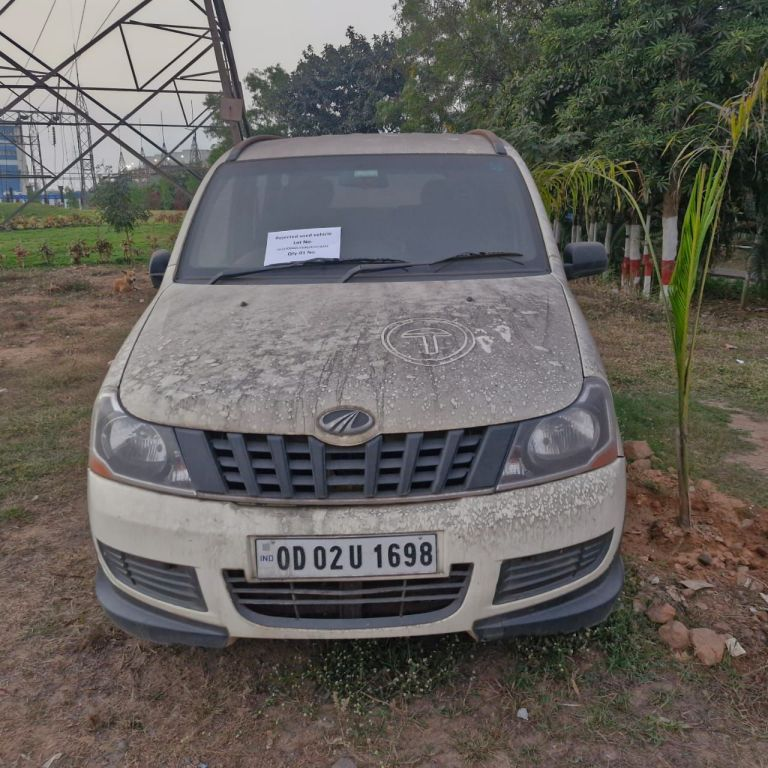 Rejected used vehicle
Lot No.
Qty-01 No.
IND
OD 02 U 1698